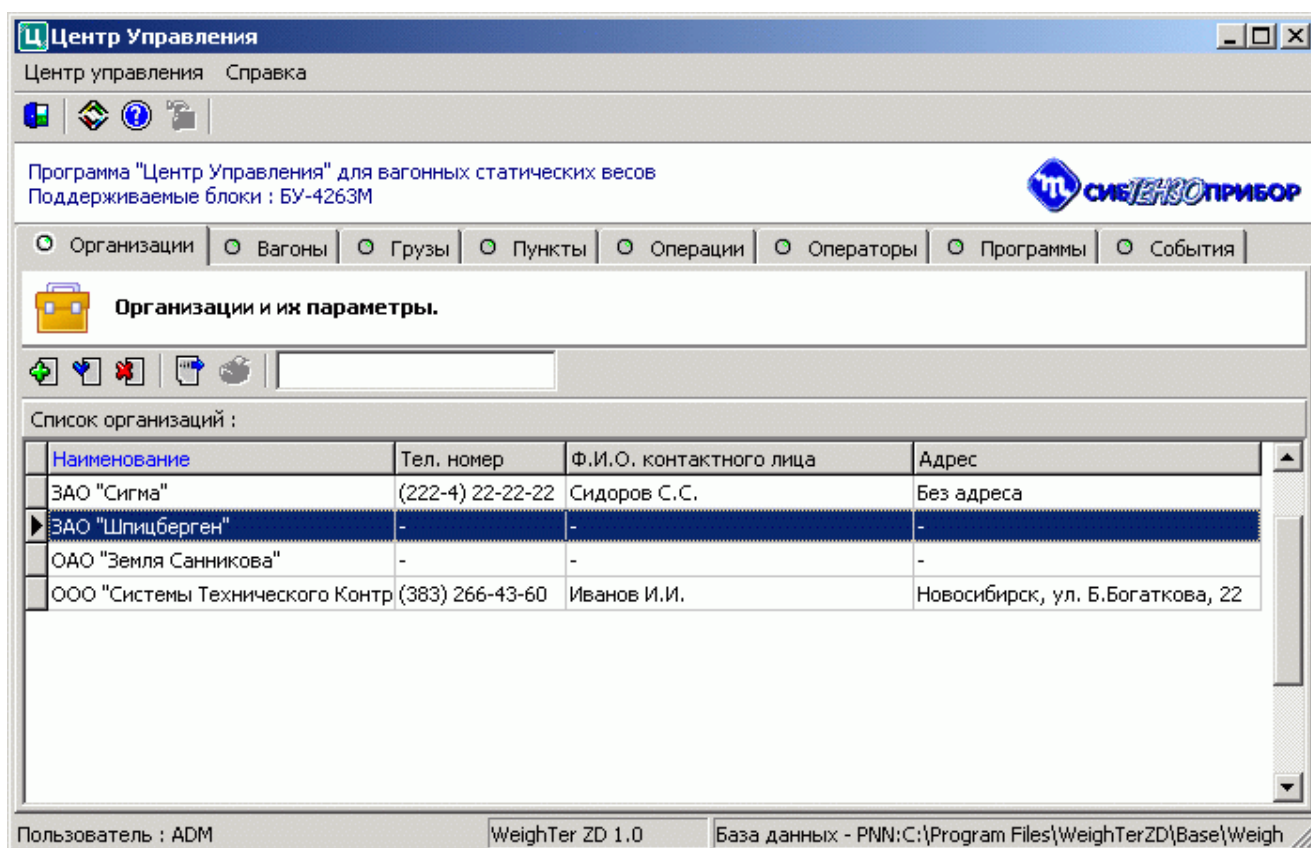 Центр Управления
Центр управления Справка
Программа "Центр Управления" для вагонных статических весов
Поддерживаемые блоки : БУ-4263М
СИБТЕНЗОПРИБОР
Организации Вагоны Грузы Пункты Операции Операторы Программы События
Организации и их параметры.
Список организаций :
Наименование Тел. номер Ф.И.О. контактного лица Адрес
ЗАО "Сигма" (222-4) 22-22-22 Сидоров С.С. Без адреса
ЗАО "Шпицберген" - - -
ОАО "Земля Санникова" - - -
ООО "Системы Технического Контр (383) 266-43-60 Иванов И.И. Новосибирск, ул. Б.Богаткова, 22
Пользователь : ADM WeighTer ZD 1.0 База данных - PNN:C:\Program Files\WeighTerZD\Base\Weigh